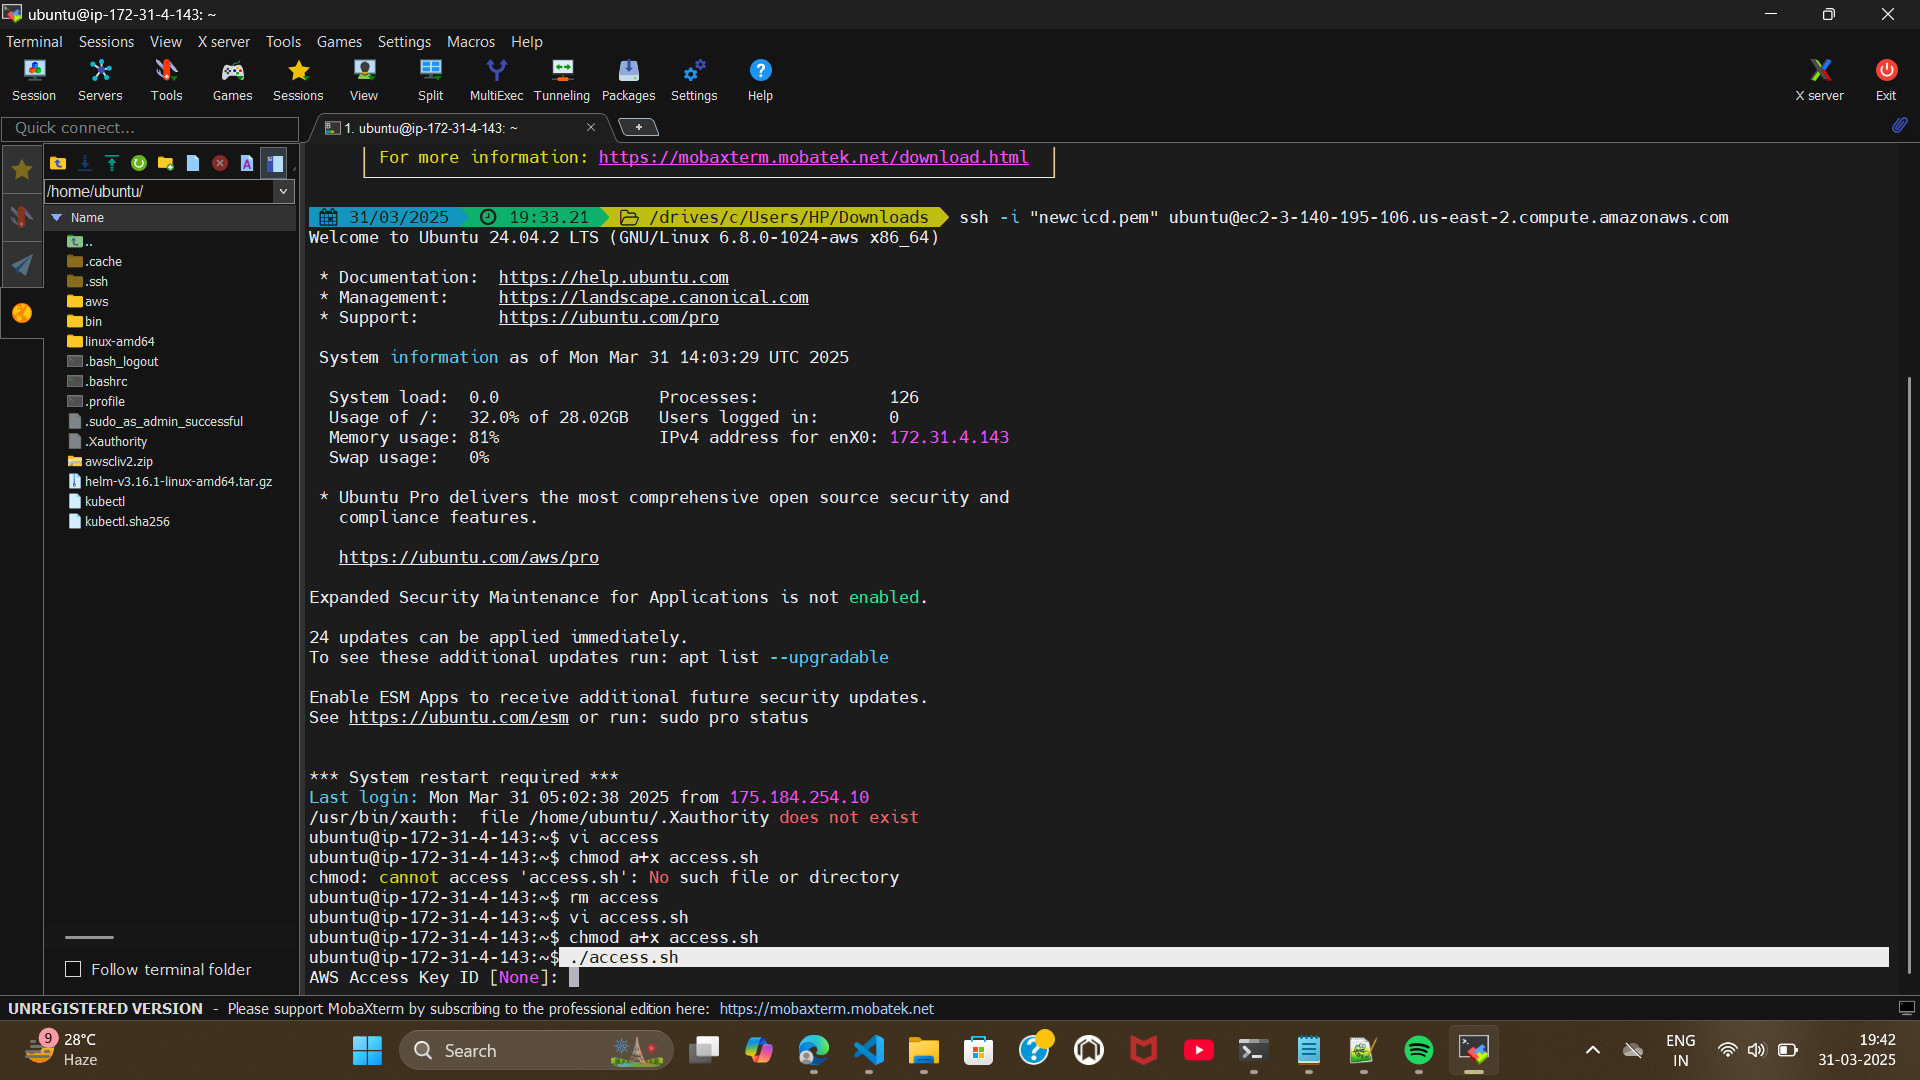 ubuntu@ip-172-31-4-143: ~
Terminal Sessions View X server Tools Games Settings Macros Help
Session Servers Tools Games Sessions View Split MultiExec Tunneling Packages Settings Help X server Exit
Quick connect...
1. ubuntu@ip-172-31-4-143: ~
/home/ubuntu/
Name
..
.cache
.ssh
aws
bin
linux-amd64
.bash_logout
.bashrc
.profile
.sudo_as_admin_successful
.Xauthority
awscliv2.zip
helm-v3.16.1-linux-amd64.tar.gz
kubectl
kubectl.sha256
Follow terminal folder
For more information: https://mobaxterm.mobatek.net/download.html
31/03/2025 19:33.21 /drives/c/Users/HP/Downloads ssh -i "newcicd.pem" ubuntu@ec2-3-140-195-106.us-east-2.compute.amazonaws.com
Welcome to Ubuntu 24.04.2 LTS (GNU/Linux 6.8.0-1024-aws x86_64)
* Documentation: https://help.ubuntu.com
* Management: https://landscape.canonical.com
* Support: https://ubuntu.com/pro
System information as of Mon Mar 31 14:03:29 UTC 2025
System load: 0.0 Processes: 126
Usage of /: 32.0% of 28.02GB Users logged in: 0
Memory usage: 81% IPv4 address for enX0: 172.31.4.143
Swap usage: 0%
* Ubuntu Pro delivers the most comprehensive open source security and
compliance features.
https://ubuntu.com/aws/pro
Expanded Security Maintenance for Applications is not enabled.
24 updates can be applied immediately.
To see these additional updates run: apt list --upgradable
Enable ESM Apps to receive additional future security updates.
See https://ubuntu.com/esm or run: sudo pro status
*** System restart required ***
Last login: Mon Mar 31 05:02:38 2025 from 175.184.254.10
/usr/bin/xauth: file /home/ubuntu/.Xauthority does not exist
ubuntu@ip-172-31-4-143:~$ vi access
ubuntu@ip-172-31-4-143:~$ chmod a+x access.sh
chmod: cannot access 'access.sh': No such file or directory
ubuntu@ip-172-31-4-143:~$ rm access
ubuntu@ip-172-31-4-143:~$ vi access.sh
ubuntu@ip-172-31-4-143:~$ chmod a+x access.sh
ubuntu@ip-172-31-4-143:~$ ./access.sh
AWS Access Key ID [None]:
UNREGISTERED VERSION - Please support MobaXterm by subscribing to the professional edition here: https://mobaxterm.mobatek.net
9
28°C
Haze
Search
ENG
IN
19:42
31-03-2025